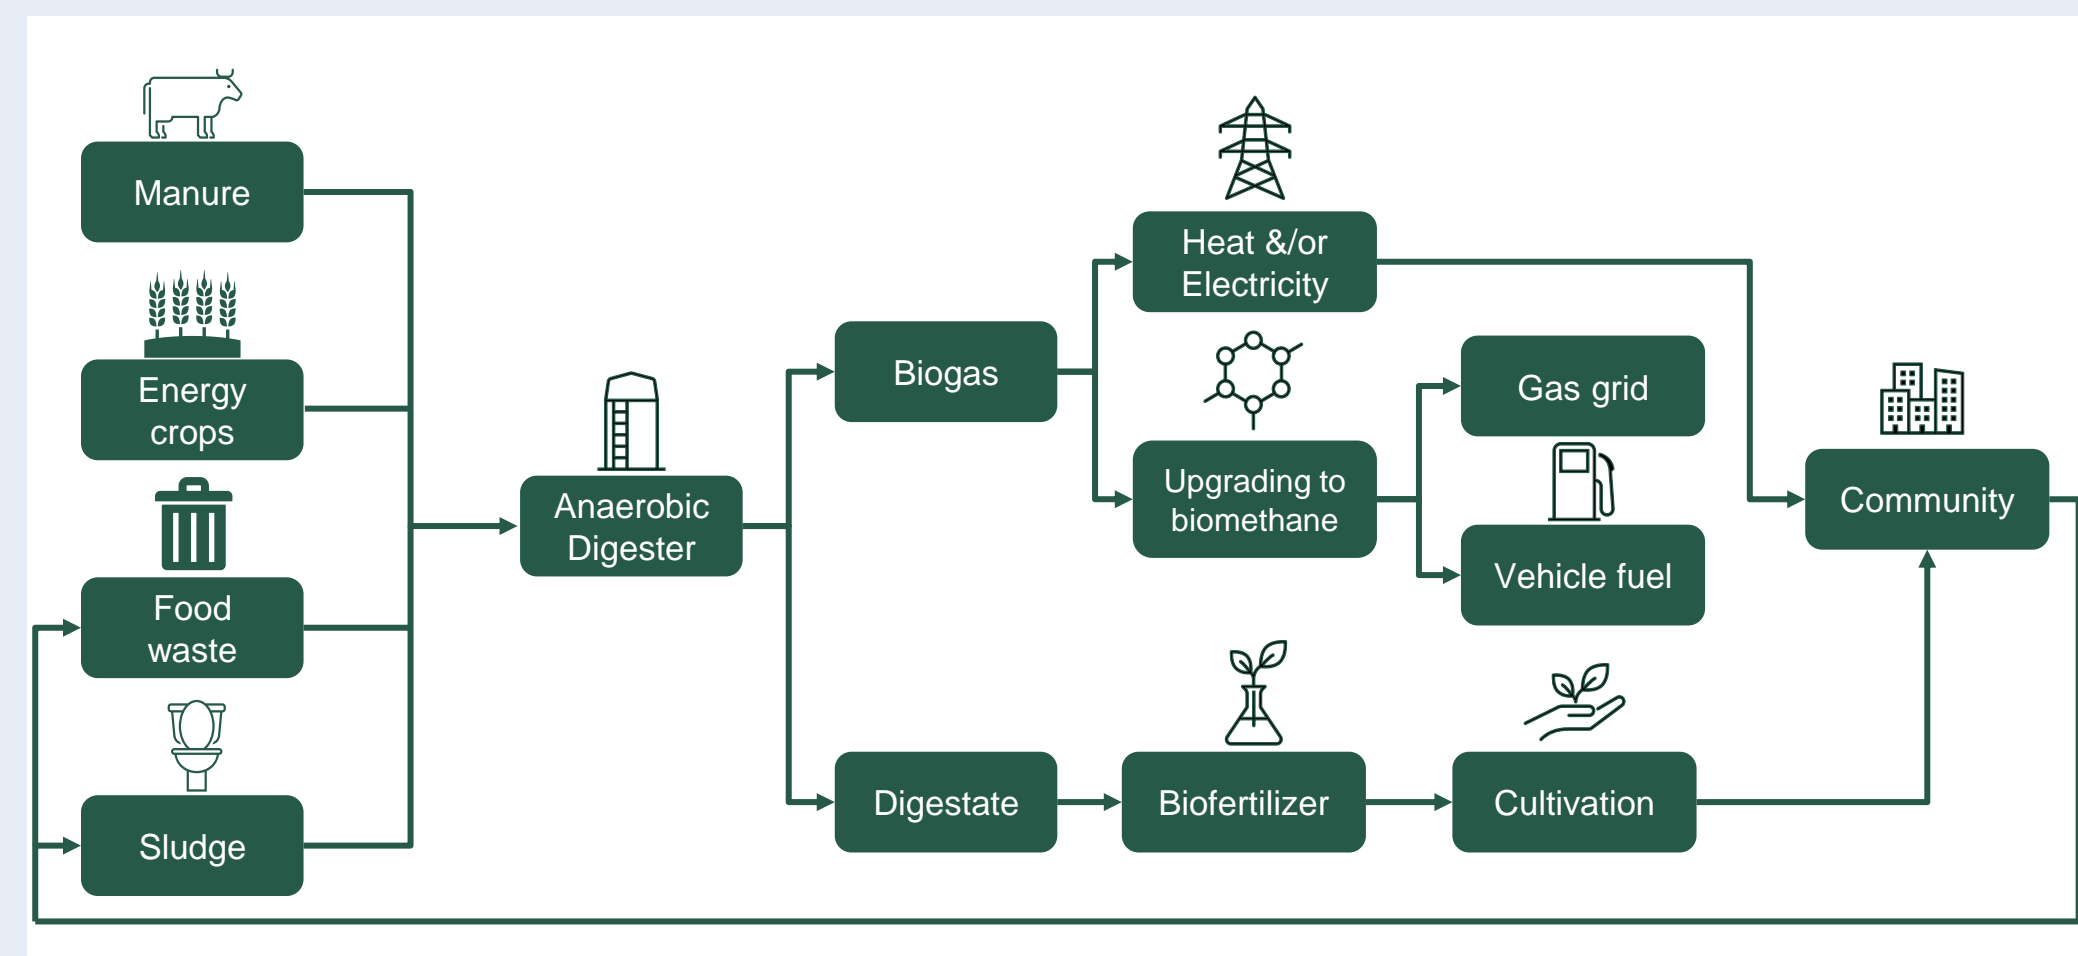 Manure
Energy
crops
Food
waste
Sludge
Anaerobic
Digester
Biogas
Digestate
Heat &/or
Electricity
Upgrading to
biomethane
Biofertilizer
Gas grid
Vehicle fuel
Cultivation
Community